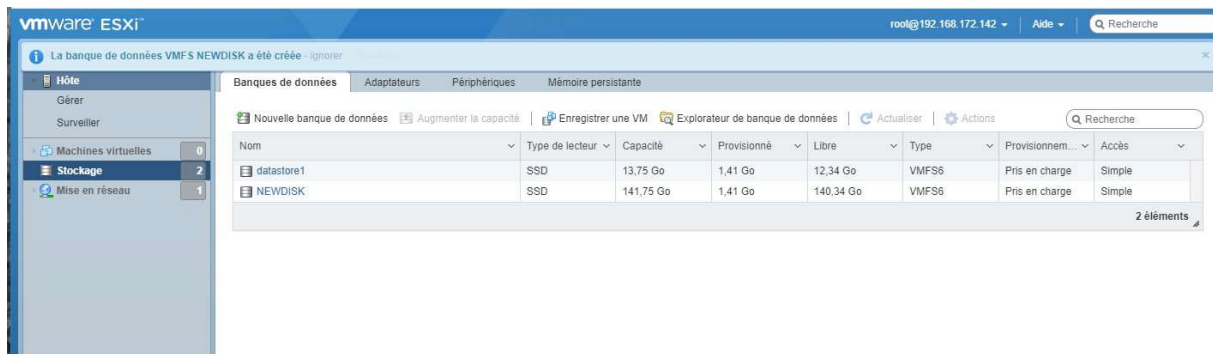 vmware ESXi™
root@192.168.172.142
Aide
Recherche
La banque de données VMFS NEWDISK a été créée - ignorer
Hôte
Gérer
Surveiller
Machines virtuelles 0
Stockage 2
Mise en réseau 1
Banques de données Adaptateurs Périphériques Mémoire persistante
Nouvelle banque de données Augmenter la capacité Enregistrer une VM Explorateur de banque de données Actualiser Actions
Recherche
Nom Type de lecteur Capacité Provisionné Libre Type Provisionnem... Accès
datastore1 SSD 13,75 Go 1,41 Go 12,34 Go VMFS6 Pris en charge Simple
NEWDISK SSD 141,75 Go 1,41 Go 140,34 Go VMFS6 Pris en charge Simple
2 éléments